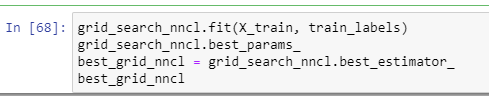 In [68]: grid_search_nncl.fit(X_train, train_labels)
grid_search_nncl.best_params_
best_grid_nncl = grid_search_nncl.best_estimator_
best_grid_nncl